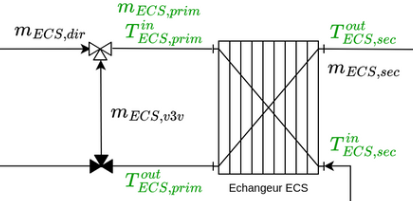 m_{ECS,prim}
m_{ECS,dir}
T^{in}_{ECS,prim}
T^{out}_{ECS,sec}
m_{ECS,sec}
m_{ECS,v3v}
T^{in}_{ECS,sec}
T^{out}_{ECS,prim}
Echangeur ECS